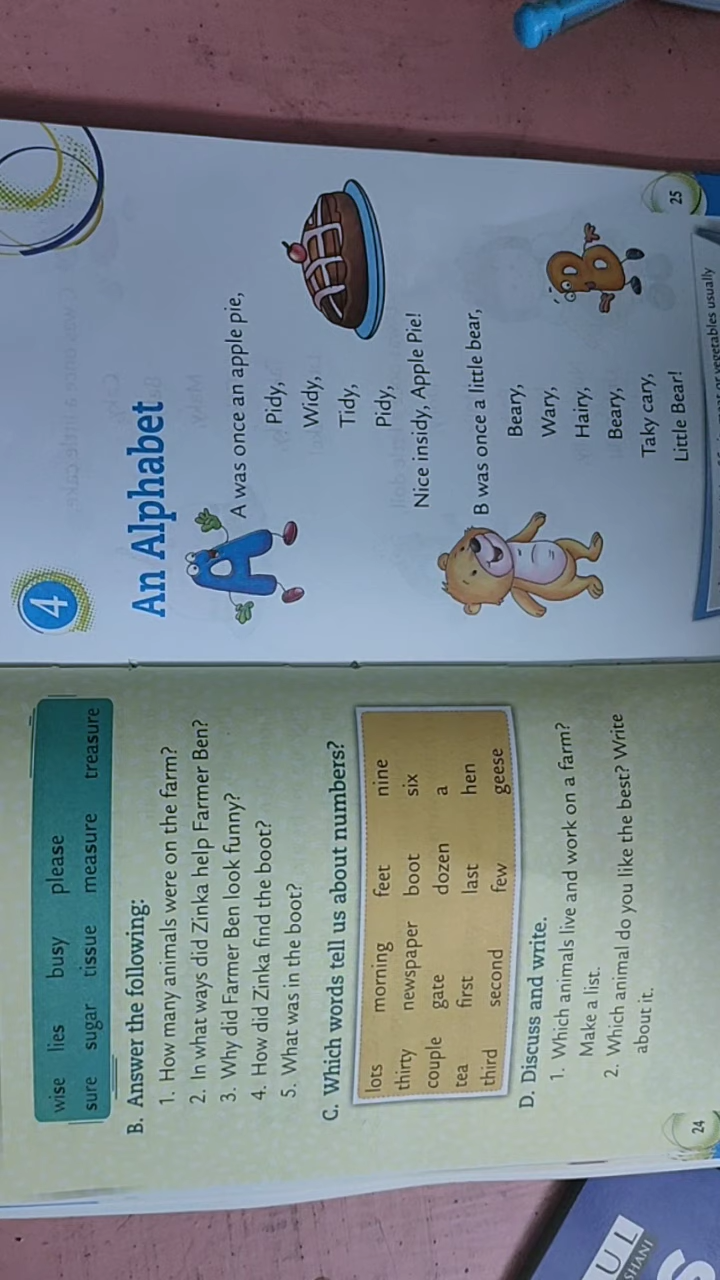 wise lies busy please
sure sugar tissue measure treasure
B. Answer the following:
1. How many animals were on the farm?
2. In what ways did Zinka help Farmer Ben?
3. Why did Farmer Ben look funny?
4. How did Zinka find the boot?
5. What was in the boot?
C. Which words tell us about numbers?
lots morning feet nine
thirty newspaper boot six
couple gate dozen a
tea first last hen
third second few geese
D. Discuss and write.
1. Which animals live and work on a farm?
Make a list.
2. Which animal do you like the best? Write
about it.
24
4
An Alphabet
A
A was once an apple pie,
Pidy,
Widy,
Tidy,
Pidy,
Nice insidy, Apple Pie!
B was once a little bear,
Beary,
Wary,
Hairy,
Beary,
Taky cary,
Little Bear!
B
25
vegetables usually
UL
SHANI
S